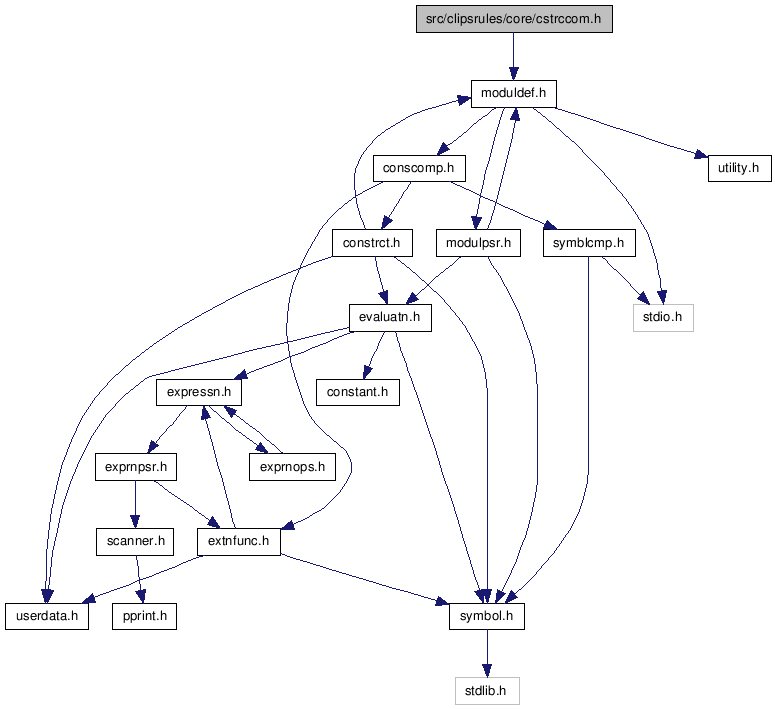 src/clipsrules/core/cstrccom.h
moduldef.h
conscomp.h
utility.h
constrct.h
modulpsr.h
symblcmp.h
evaluatn.h
stdio.h
expressn.h
constant.h
exprnpsr.h
exprnops.h
scanner.h
extnfunc.h
userdata.h
pprint.h
symbol.h
stdlib.h